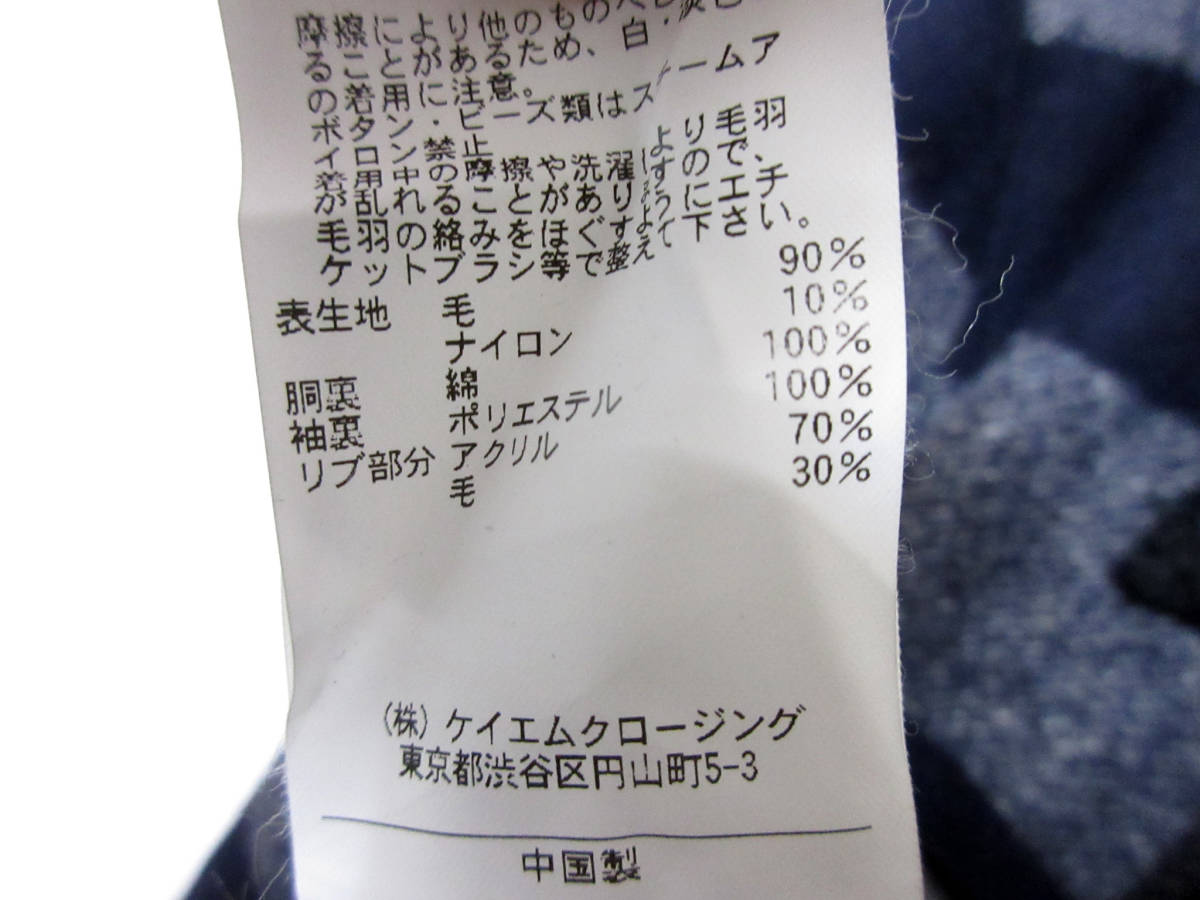 摩擦により他のもの
ることがあるため、白・
の着用に注意。
ボタン・ビーズ類はスチームア
イロン禁止
着用中の摩擦や洗濯により毛羽
が乱れることがありますので、
毛羽の絡みをほぐすように エチ
ケットブラシ等で整えて下さい。
表生地 毛 90%
ナイロン 10%
胴裏 綿 100%
袖裏 ポリエステル 100%
リブ部分 アクリル 70%
毛 30%
(株) ケイエムクロージング
東京都渋谷区円山町5-3
中国製